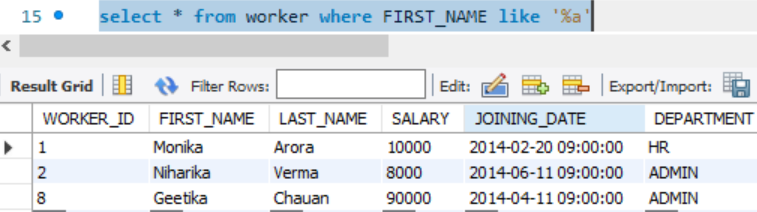 15 select * from worker where FIRST_NAME like '%a'
Result Grid Filter Rows: Edit: Export/Import:
WORKER_ID FIRST_NAME LAST_NAME SALARY JOINING_DATE DEPARTMENT
1 Monika Arora 10000 2014-02-20 09:00:00 HR
2 Niharika Verma 8000 2014-06-11 09:00:00 ADMIN
8 Geetika Chauan 90000 2014-04-11 09:00:00 ADMIN